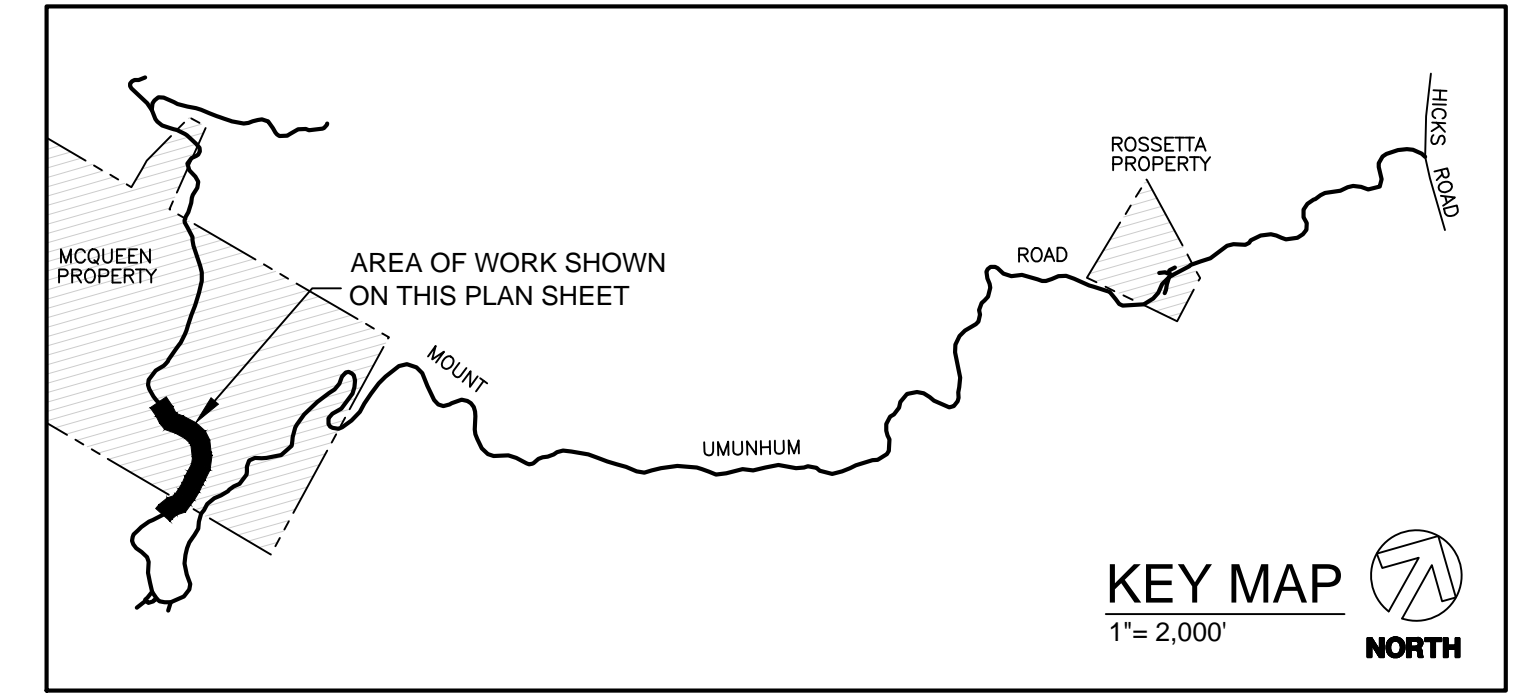 HICKS
ROAD
ROSSETTA
PROPERTY
MCQUEEN
PROPERTY
AREA OF WORK SHOWN
ON THIS PLAN SHEET
ROAD
MOUNT
UMUNHUM
KEY MAP
1"= 2,000'
NORTH